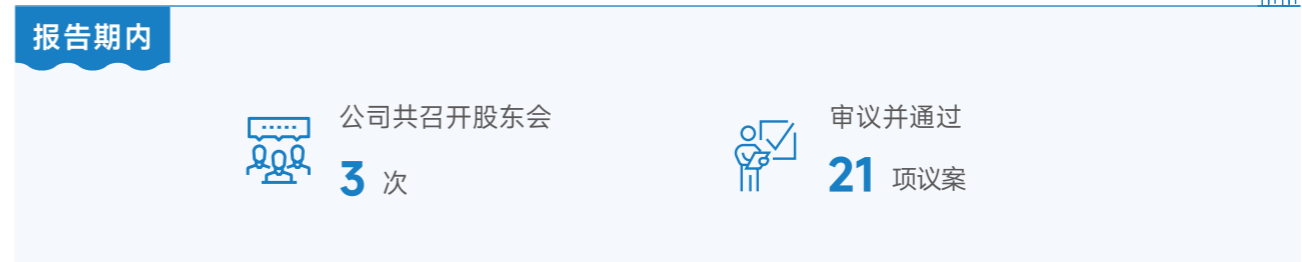 报告期内
公司共召开股东会
3 次
审议并通过
21 项议案